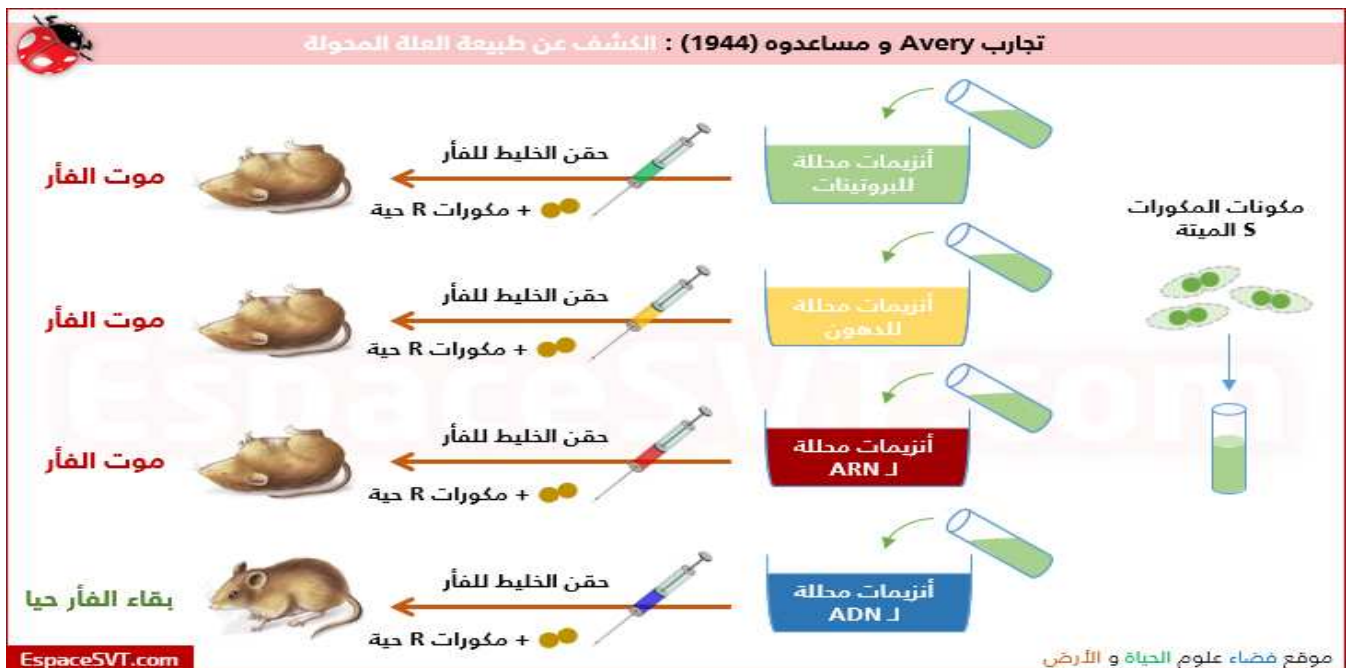 تجارب Avery و مساعدوه (1944) : الكشف عن طبيعة العلة المحولة
مكونات المكورات
S الميتة
أنزيمات محللة
للبروتينات
حقن الخليط للفأر
+ مكورات R حية
موت الفأر
أنزيمات محللة
للدهون
حقن الخليط للفأر
+ مكورات R حية
موت الفأر
أنزيمات محللة
لـ ARN
حقن الخليط للفأر
+ مكورات R حية
موت الفأر
أنزيمات محللة
لـ ADN
حقن الخليط للفأر
+ مكورات R حية
بقاء الفأر حيا
EspaceSVT.com
موقع فضاء علوم الحياة و الأرض
EspaceSVT.com